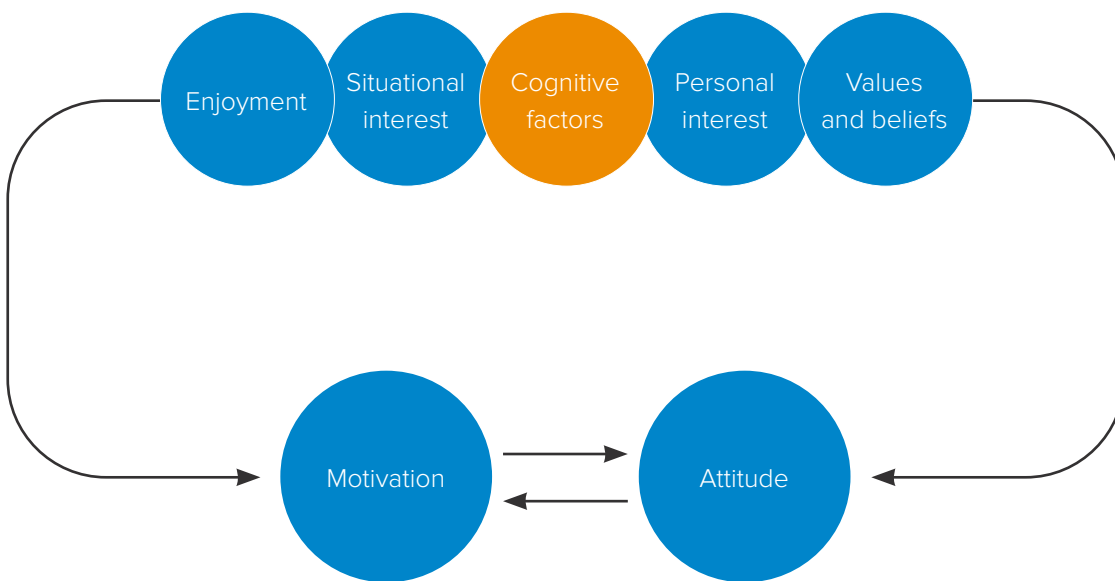 Enjoyment
Situational
interest
Cognitive
factors
Personal
interest
Values
and beliefs
Motivation
Attitude